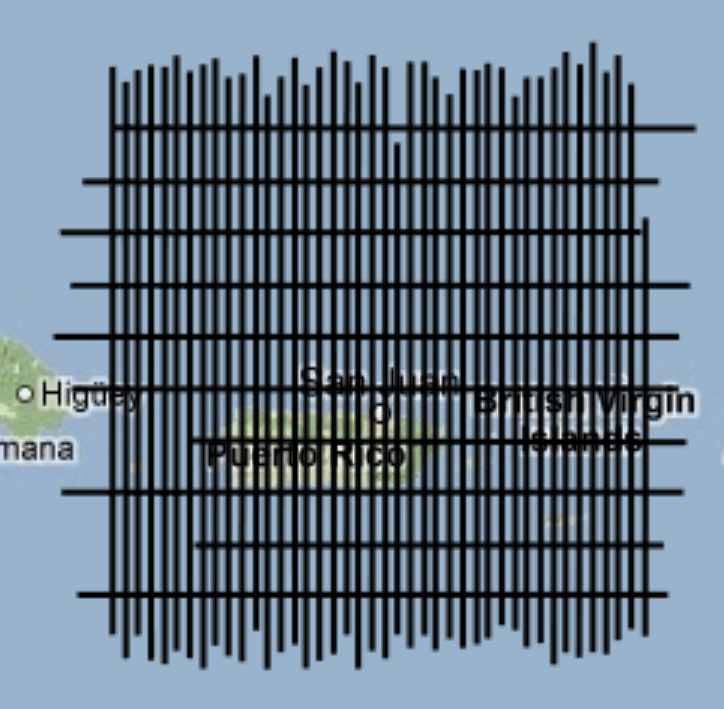 San Juan
Higüey
British Virgin
Islands
mana
Puerto Rico